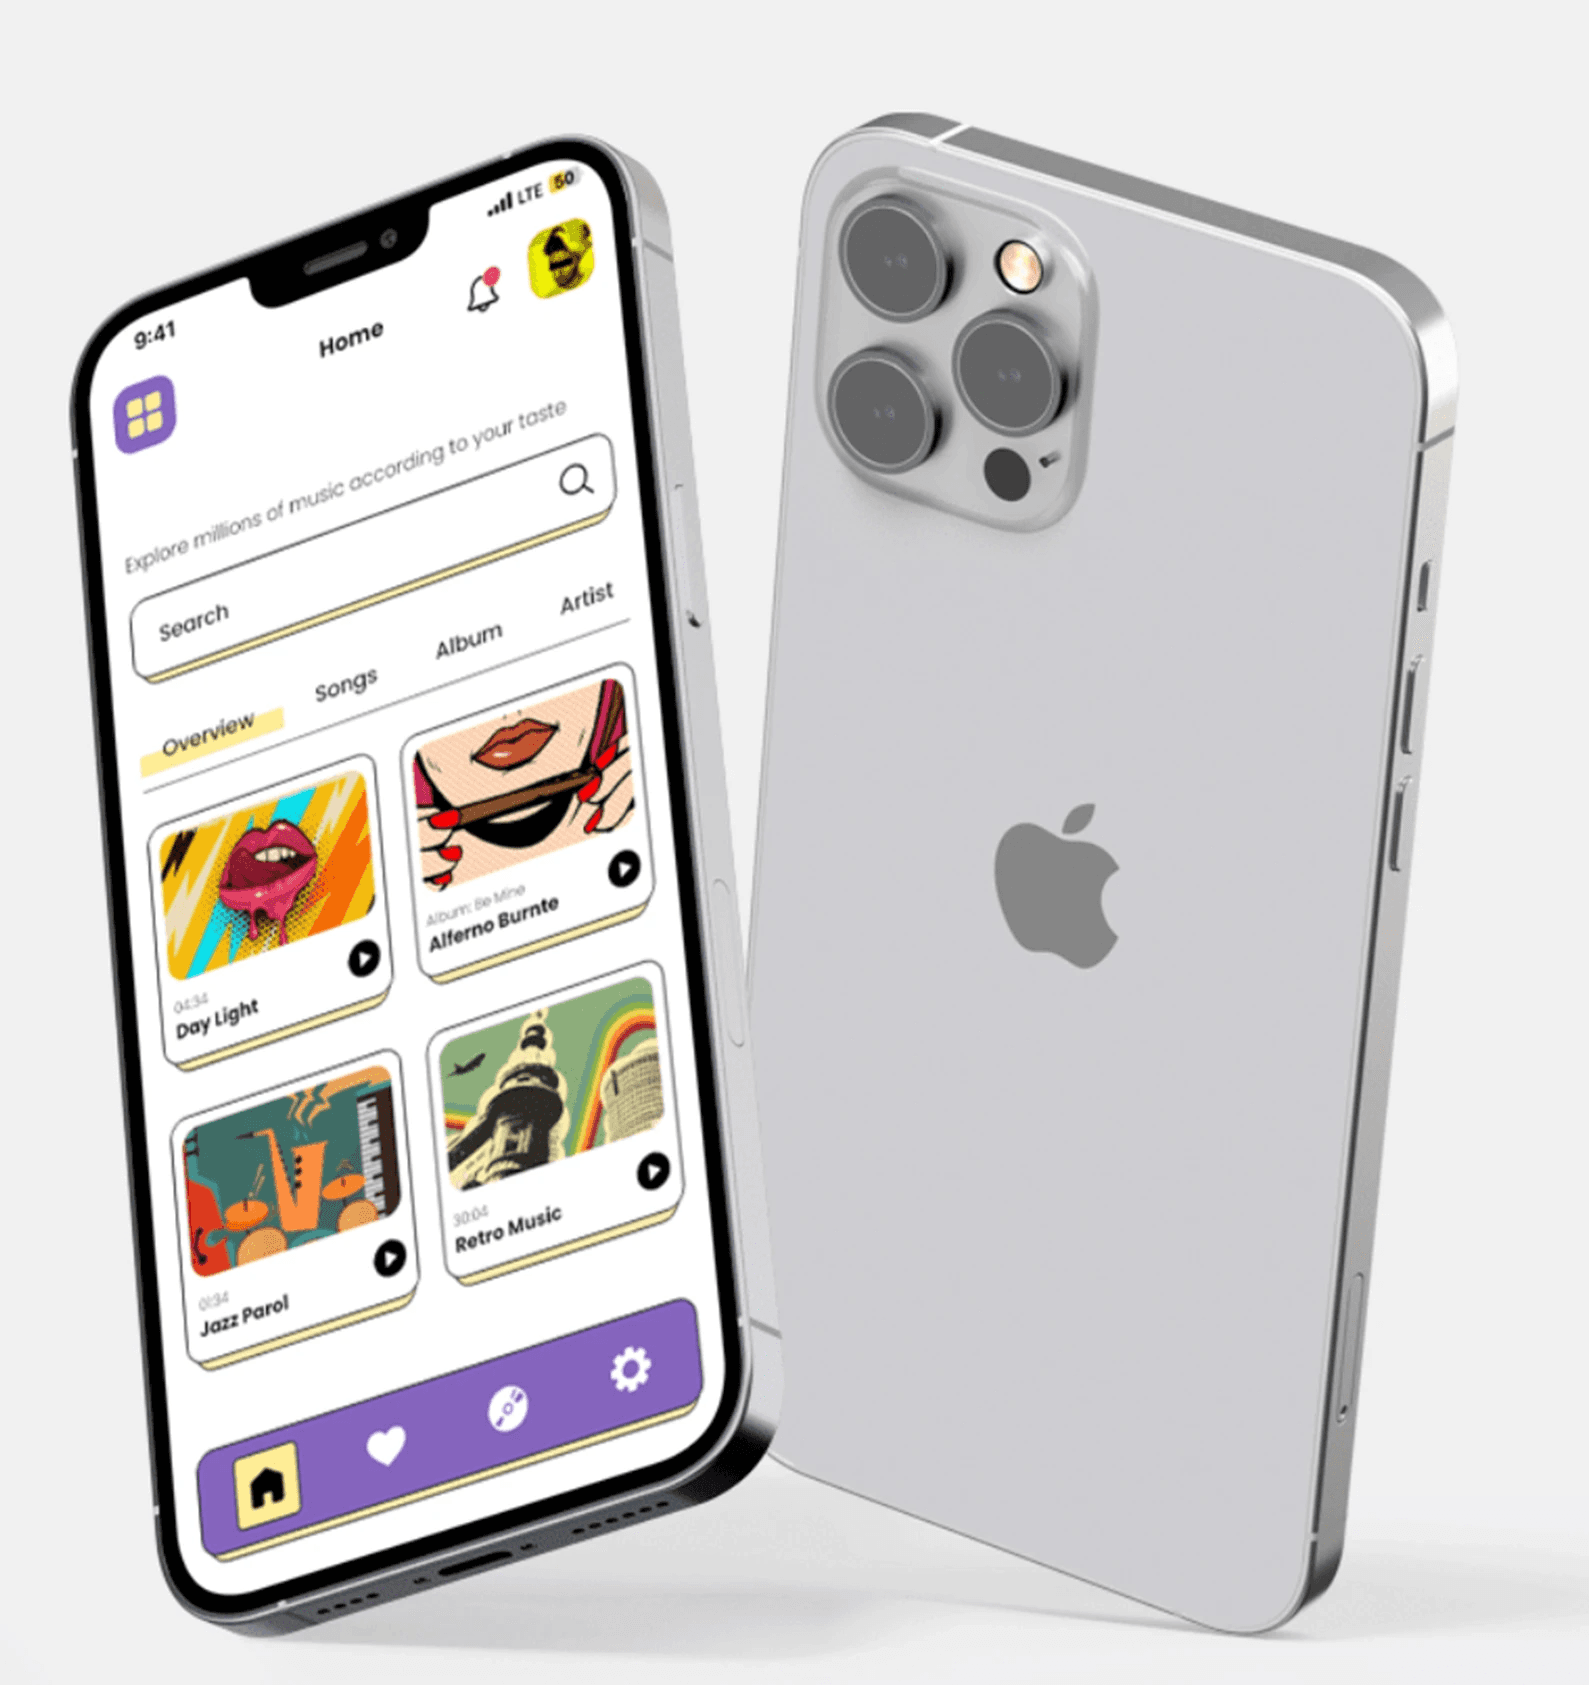 9:41
LTE 50
Home
Explore millions of music according to your taste
Search
Overview Songs Album Artist
04:34
Day Light
Album: Be Mine
Alferno Burnte
01:34
Jazz Parol
30:04
Retro Music